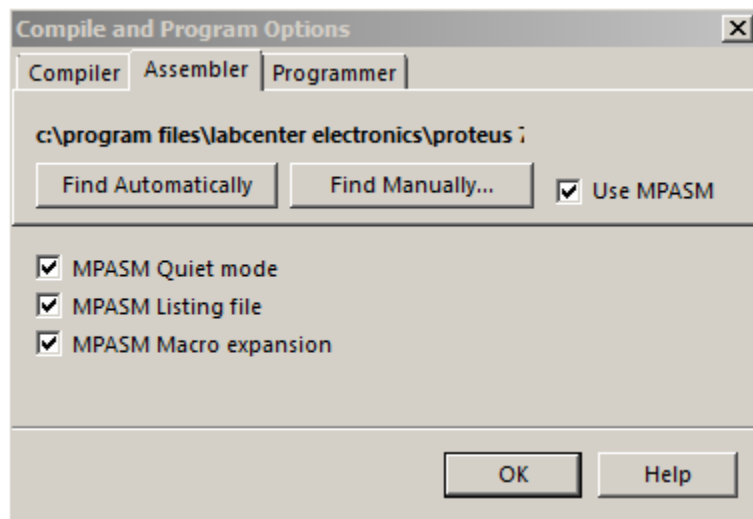 Compile and Program Options
Compiler Assembler Programmer
c:\program files\labcenter electronics\proteus
Find Automatically Find Manually... Use MPASM
MPASM Quiet mode
MPASM Listing file
MPASM Macro expansion
OK Help